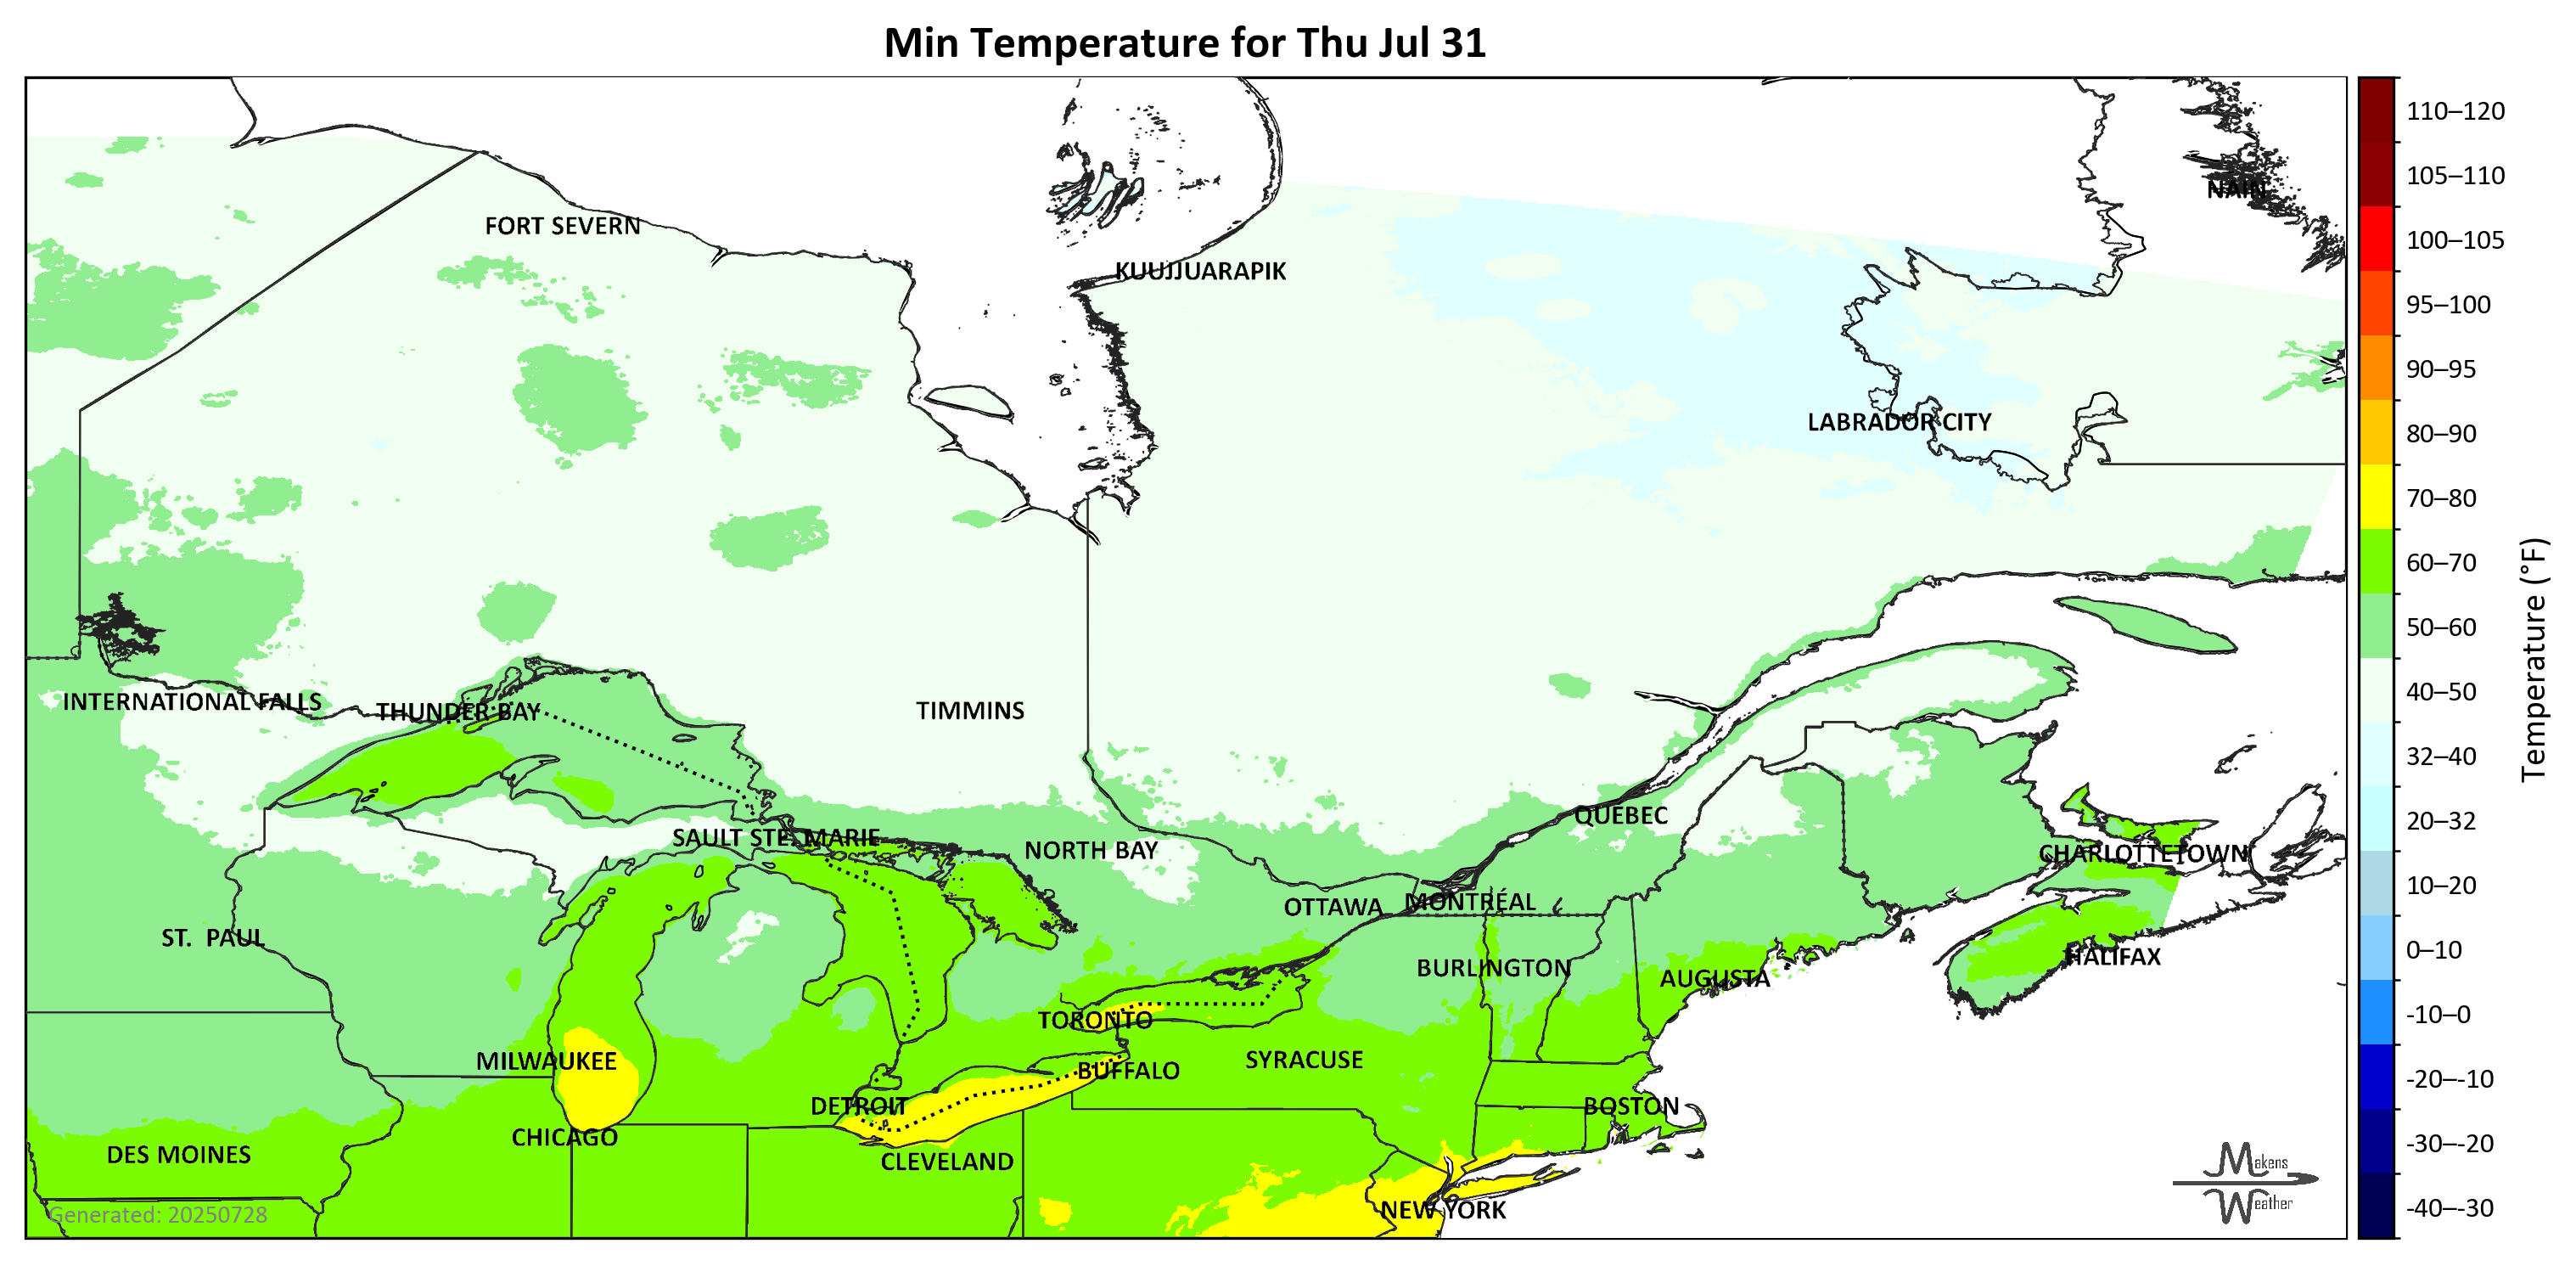 Min Temperature for Thu Jul 31
NAIN
FORT SEVERN
KUUJJUARAPIK
LABRADOR CITY
INTERNATIONAL FALLS
THUNDER BAY
TIMMINS
QUÉBEC
SAULT STE. MARIE
NORTH BAY
CHARLOTTETOWN
OTTAWA
MONTRÉAL
ST. PAUL
HALIFAX
BURLINGTON
AUGUSTA
TORONTO
MILWAUKEE
SYRACUSE
BUFFALO
DETROIT
BOSTON
CHICAGO
DES MOINES
CLEVELAND
NEW YORK
Generated: 20250728
Makens
Weather
110–120
105–110
100–105
95–100
90–95
80–90
70–80
60–70
50–60
40–50
32–40
20–32
10–20
0–10
-10–0
-20–-10
-30–-20
-40–-30
Temperature (°F)